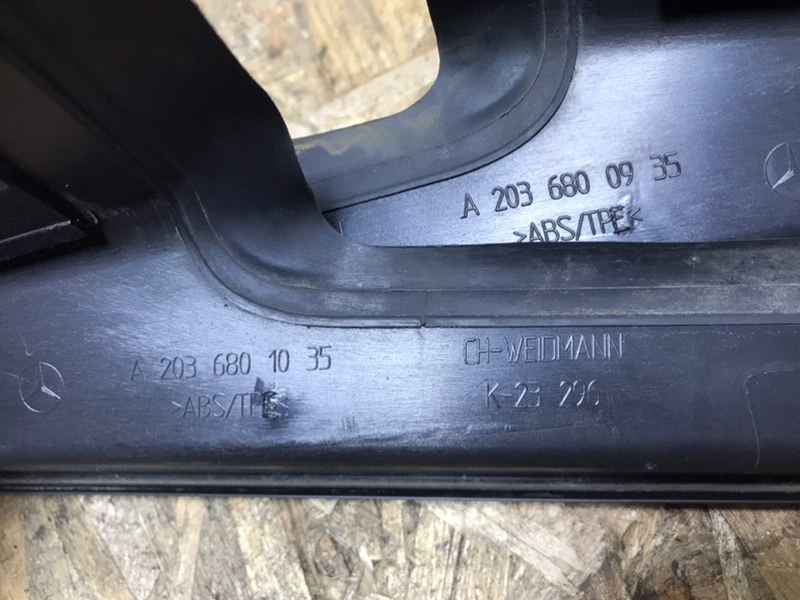 A 203 680 09 35
>ABS/TPE<
A 203 680 10 35
>ABS/TPE<
CH-WEIDMANN
K-23 296